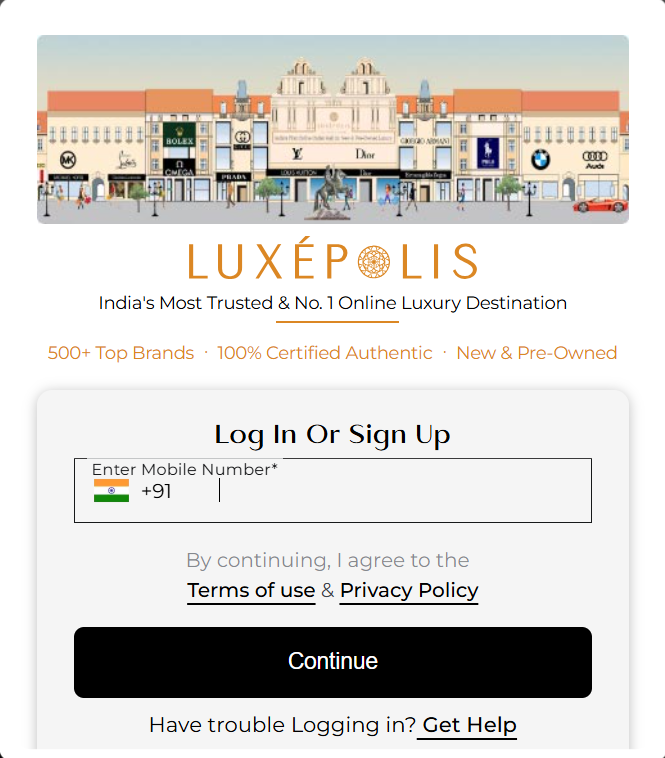 ROLEX
OMEGA
PRADA
LOUIS VUITTON
Dior
GIORGIO ARMANI
Dior
POLO
BMW
Audi
LUXÉPOLIS
India's Most Trusted & No. 1 Online Luxury Destination
500+ Top Brands · 100% Certified Authentic · New & Pre-Owned
Log In Or Sign Up
Enter Mobile Number*
+91
By continuing, I agree to the
Terms of use & Privacy Policy
Continue
Have trouble Logging in? Get Help